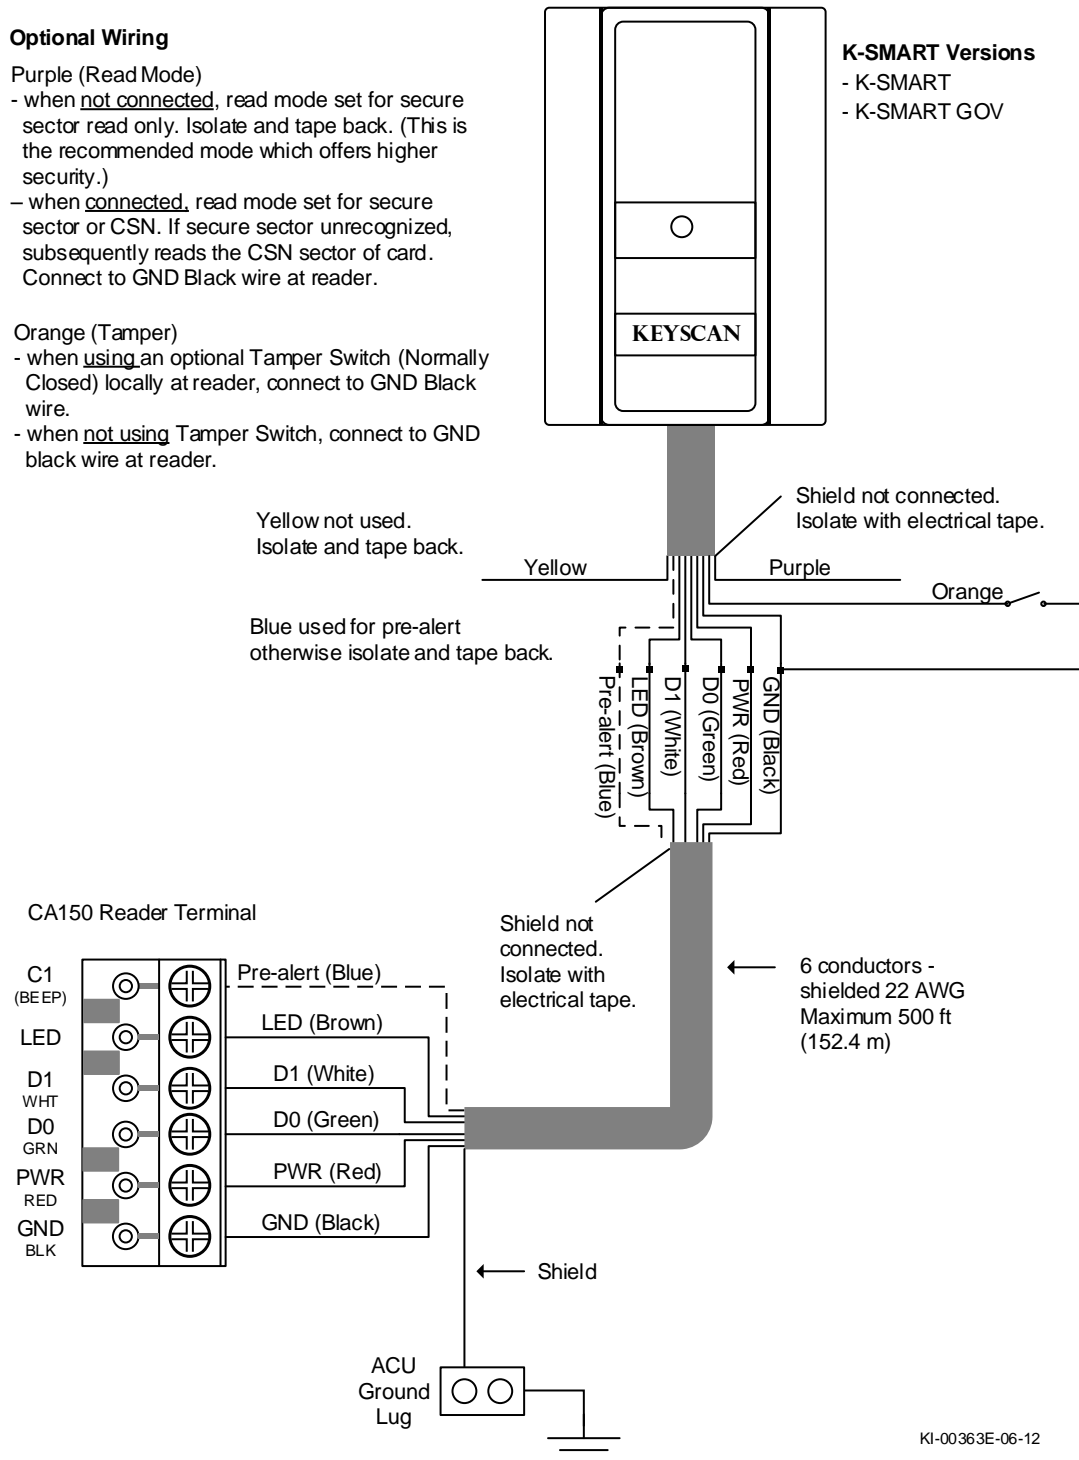 Optional Wiring
Purple (Read Mode)
- when not connected, read mode set for secure
sector read only. Isolate and tape back. (This is
the recommended mode which offers higher
security.)
– when connected, read mode set for secure
sector or CSN. If secure sector unrecognized,
subsequently reads the CSN sector of card.
Connect to GND Black wire at reader.
Orange (Tamper)
- when using an optional Tamper Switch (Normally
Closed) locally at reader, connect to GND Black
wire.
- when not using Tamper Switch, connect to GND
black wire at reader.
K-SMART Versions
- K-SMART
- K-SMART GOV
KEYSCAN
Shield not connected.
Isolate with electrical tape.
Yellow not used.
Isolate and tape back.
Yellow
Purple
Orange
Blue used for pre-alert
otherwise isolate and tape back.
Pre-alert (Blue)
LED (Brown)
D1 (White)
D0 (Green)
PWR (Red)
GND (Black)
Shield not
connected.
Isolate with
electrical tape.
6 conductors -
shielded 22 AWG
Maximum 500 ft
(152.4 m)
CA150 Reader Terminal
C1
(BEEP)
LED
D1
WHT
D0
GRN
PWR
RED
GND
BLK
Pre-alert (Blue)
LED (Brown)
D1 (White)
D0 (Green)
PWR (Red)
GND (Black)
Shield
ACU
Ground
Lug
KI-00363E-06-12